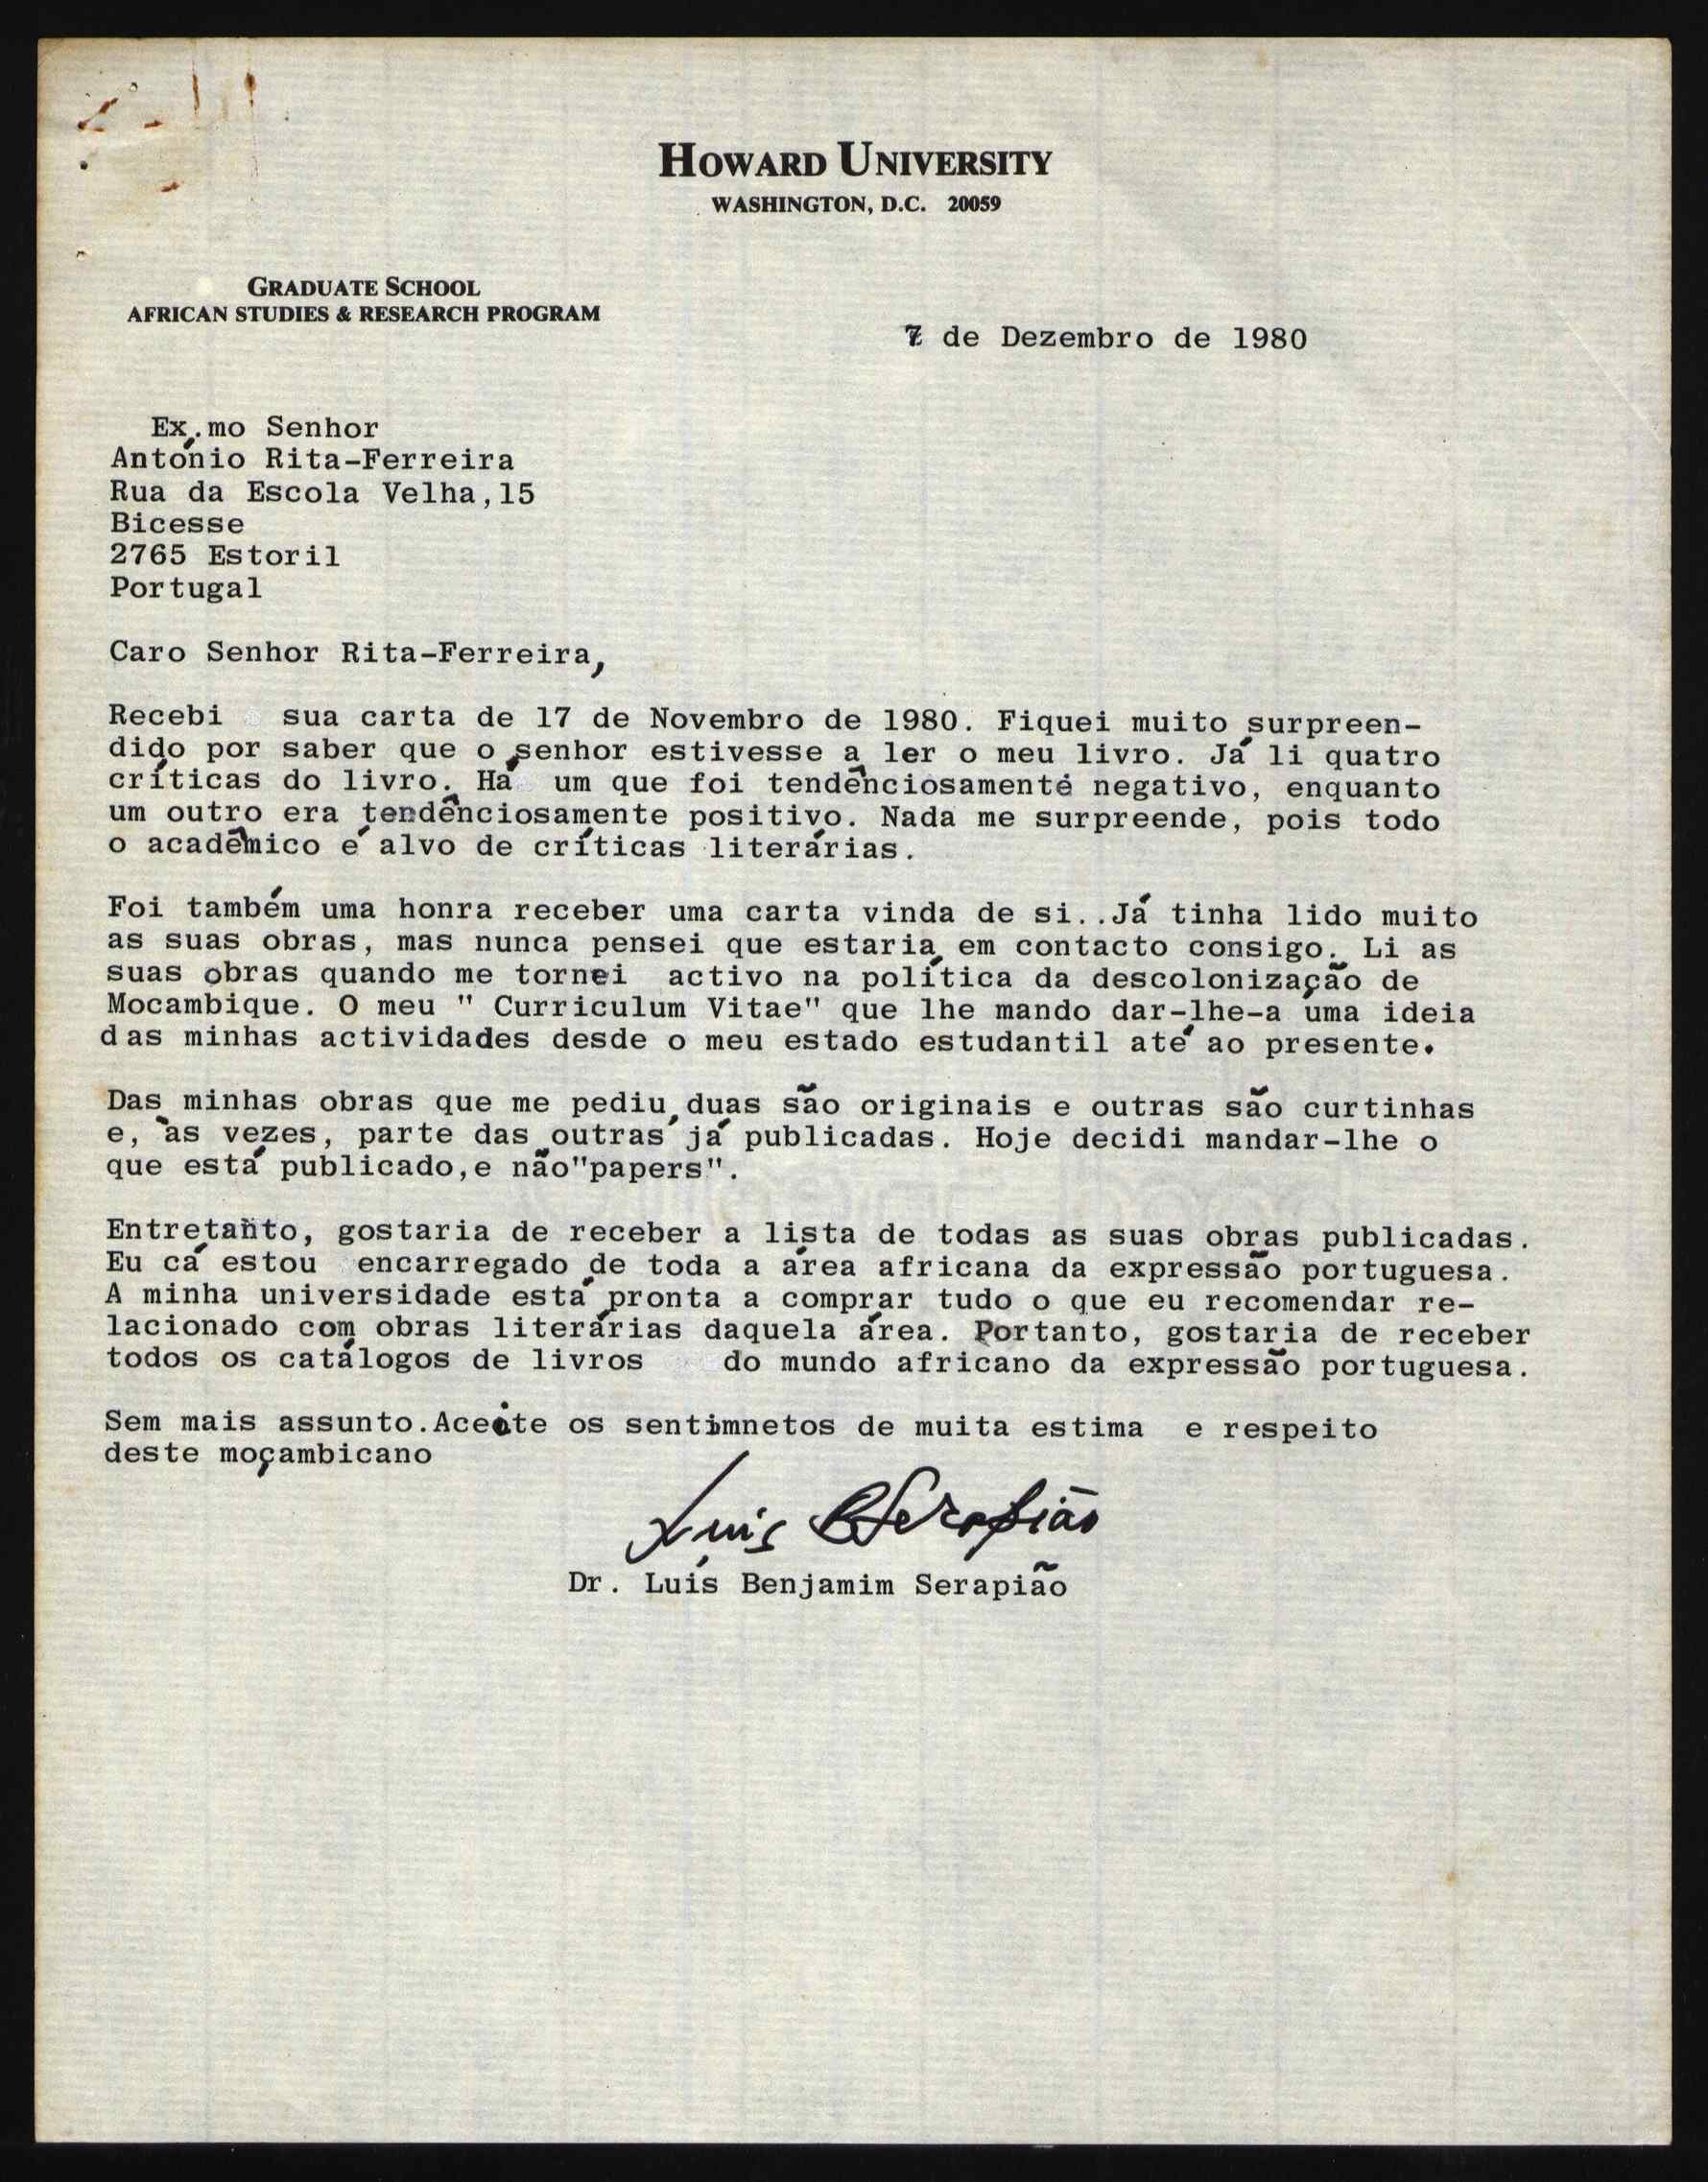 HOWARD UNIVERSITY
WASHINGTON, D.C. 20059
GRADUATE SCHOOL
AFRICAN STUDIES & RESEARCH PROGRAM
7 de Dezembro de 1980
Ex.mo Senhor
António Rita-Ferreira
Rua da Escola Velha,15
Bicesse
2765 Estoril
Portugal
Caro Senhor Rita-Ferreira,
Recebi sua carta de 17 de Novembro de 1980. Fiquei muito surpreen-
dido por saber que o senhor estivesse a ler o meu livro. Já li quatro
críticas do livro. Há um que foi tendênciosamenté negativo, enquanto
um outro era tendênciosamente positivo. Nada me surpreende, pois todo
o acadêmico é alvo de críticas literárias.
Foi também uma honra receber uma carta vinda de si..Já tinha lido muito
as suas obras, mas nunca pensei que estaria em contacto consigo. Li as
suas obras quando me tornei activo na política da descolonização de
Mocambique. O meu " Curriculum Vitae" que lhe mando dar-lhe-a uma ideia
das minhas actividades desde o meu estado estudantil até ao presente.
Das minhas obras que me pediu, duas são originais e outras são curtinhas
e, às vezes, parte das outras já publicadas. Hoje decidi mandar-lhe o
que está publicado,e não"papers".
Entretanto, gostaria de receber a lista de todas as suas obras publicadas.
Eu cá estou encarregado de toda a área africana da expressão portuguesa.
A minha universidade está pronta a comprar tudo o que eu recomendar re-
lacionado com obras literárias daquela área. Portanto, gostaria de receber
todos os catálogos de livros do mundo africano da expressão portuguesa.
Sem mais assunto.Aceite os sentimnetos de muita estima e respeito
deste moçambicano
Luis B Serapião
Dr. Luís Benjamim Serapião